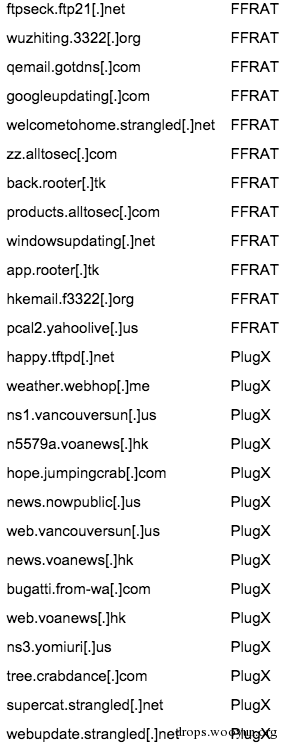 ftpseck.ftp21[.]net FFRAT
wuzhiting.3322[.]org FFRAT
qemail.gotdns[.]com FFRAT
googleupdating[.]com FFRAT
welcometohome.strangled[.]net FFRAT
zz.alltosec[.]com FFRAT
back.rooter[.]tk FFRAT
products.alltosec[.]com FFRAT
windowsupdating[.]net FFRAT
app.rooter[.]tk FFRAT
hkemail.f3322[.]org FFRAT
pcal2.yahoolive[.]us FFRAT
happy.tftpd[.]net PlugX
weather.webhop[.]me PlugX
ns1.vancouversun[.]us PlugX
n5579a.voanews[.]hk PlugX
hope.jumpingcrab[.]com PlugX
news.nowpublic[.]us PlugX
web.vancouversun[.]us PlugX
news.voanews[.]hk PlugX
bugatti.from-wa[.]com PlugX
web.voanews[.]hk PlugX
ns3.yomiuri[.]us PlugX
tree.crabdance[.]com PlugX
supercat.strangled[.]net PlugX
webupdate.strangled[.]net PlugX
drops.wooyun.org